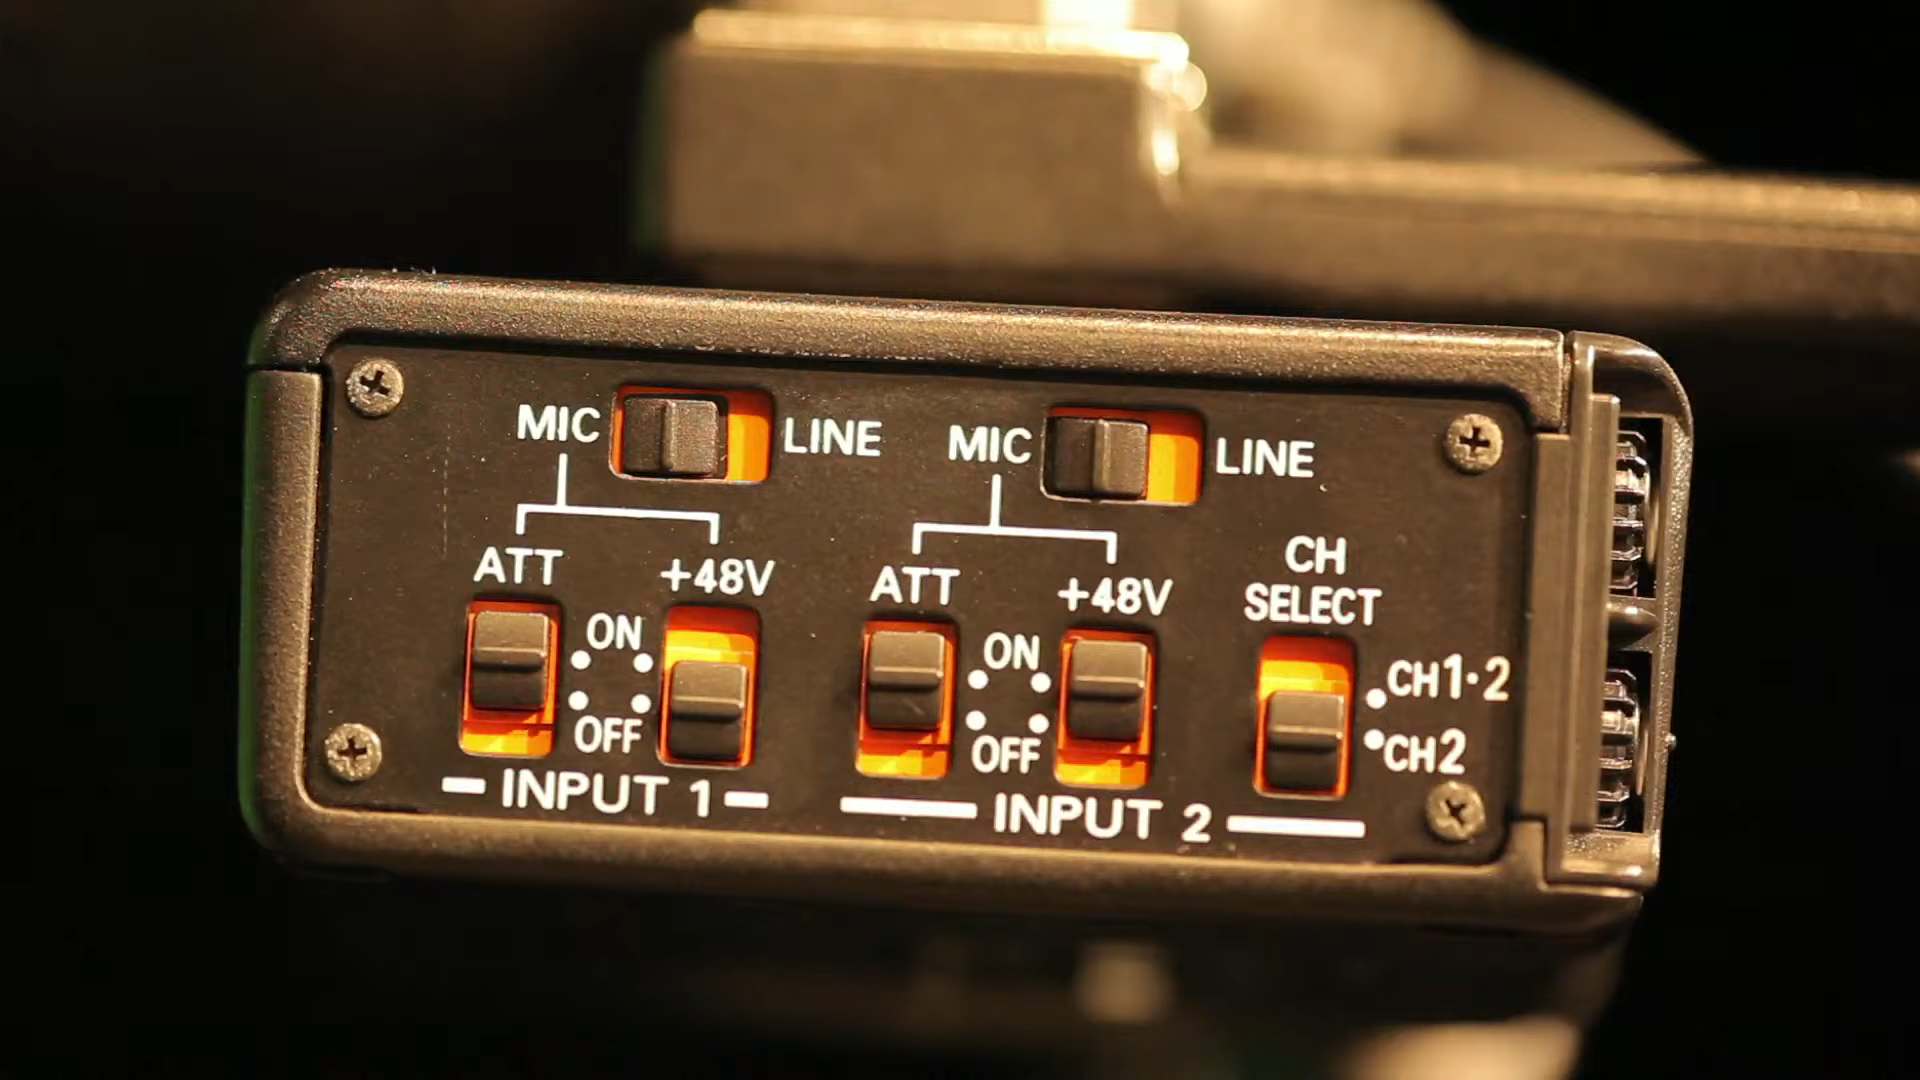 MIC LINE MIC LINE
ATT +48V ATT +48V CH SELECT
ON ON CH1·2
OFF OFF CH2
INPUT 1 INPUT 2